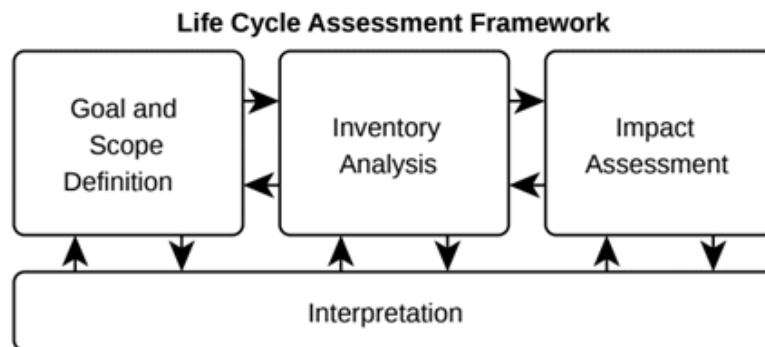 Life Cycle Assessment Framework
Goal and
Scope
Definition
Inventory
Analysis
Impact
Assessment
Interpretation